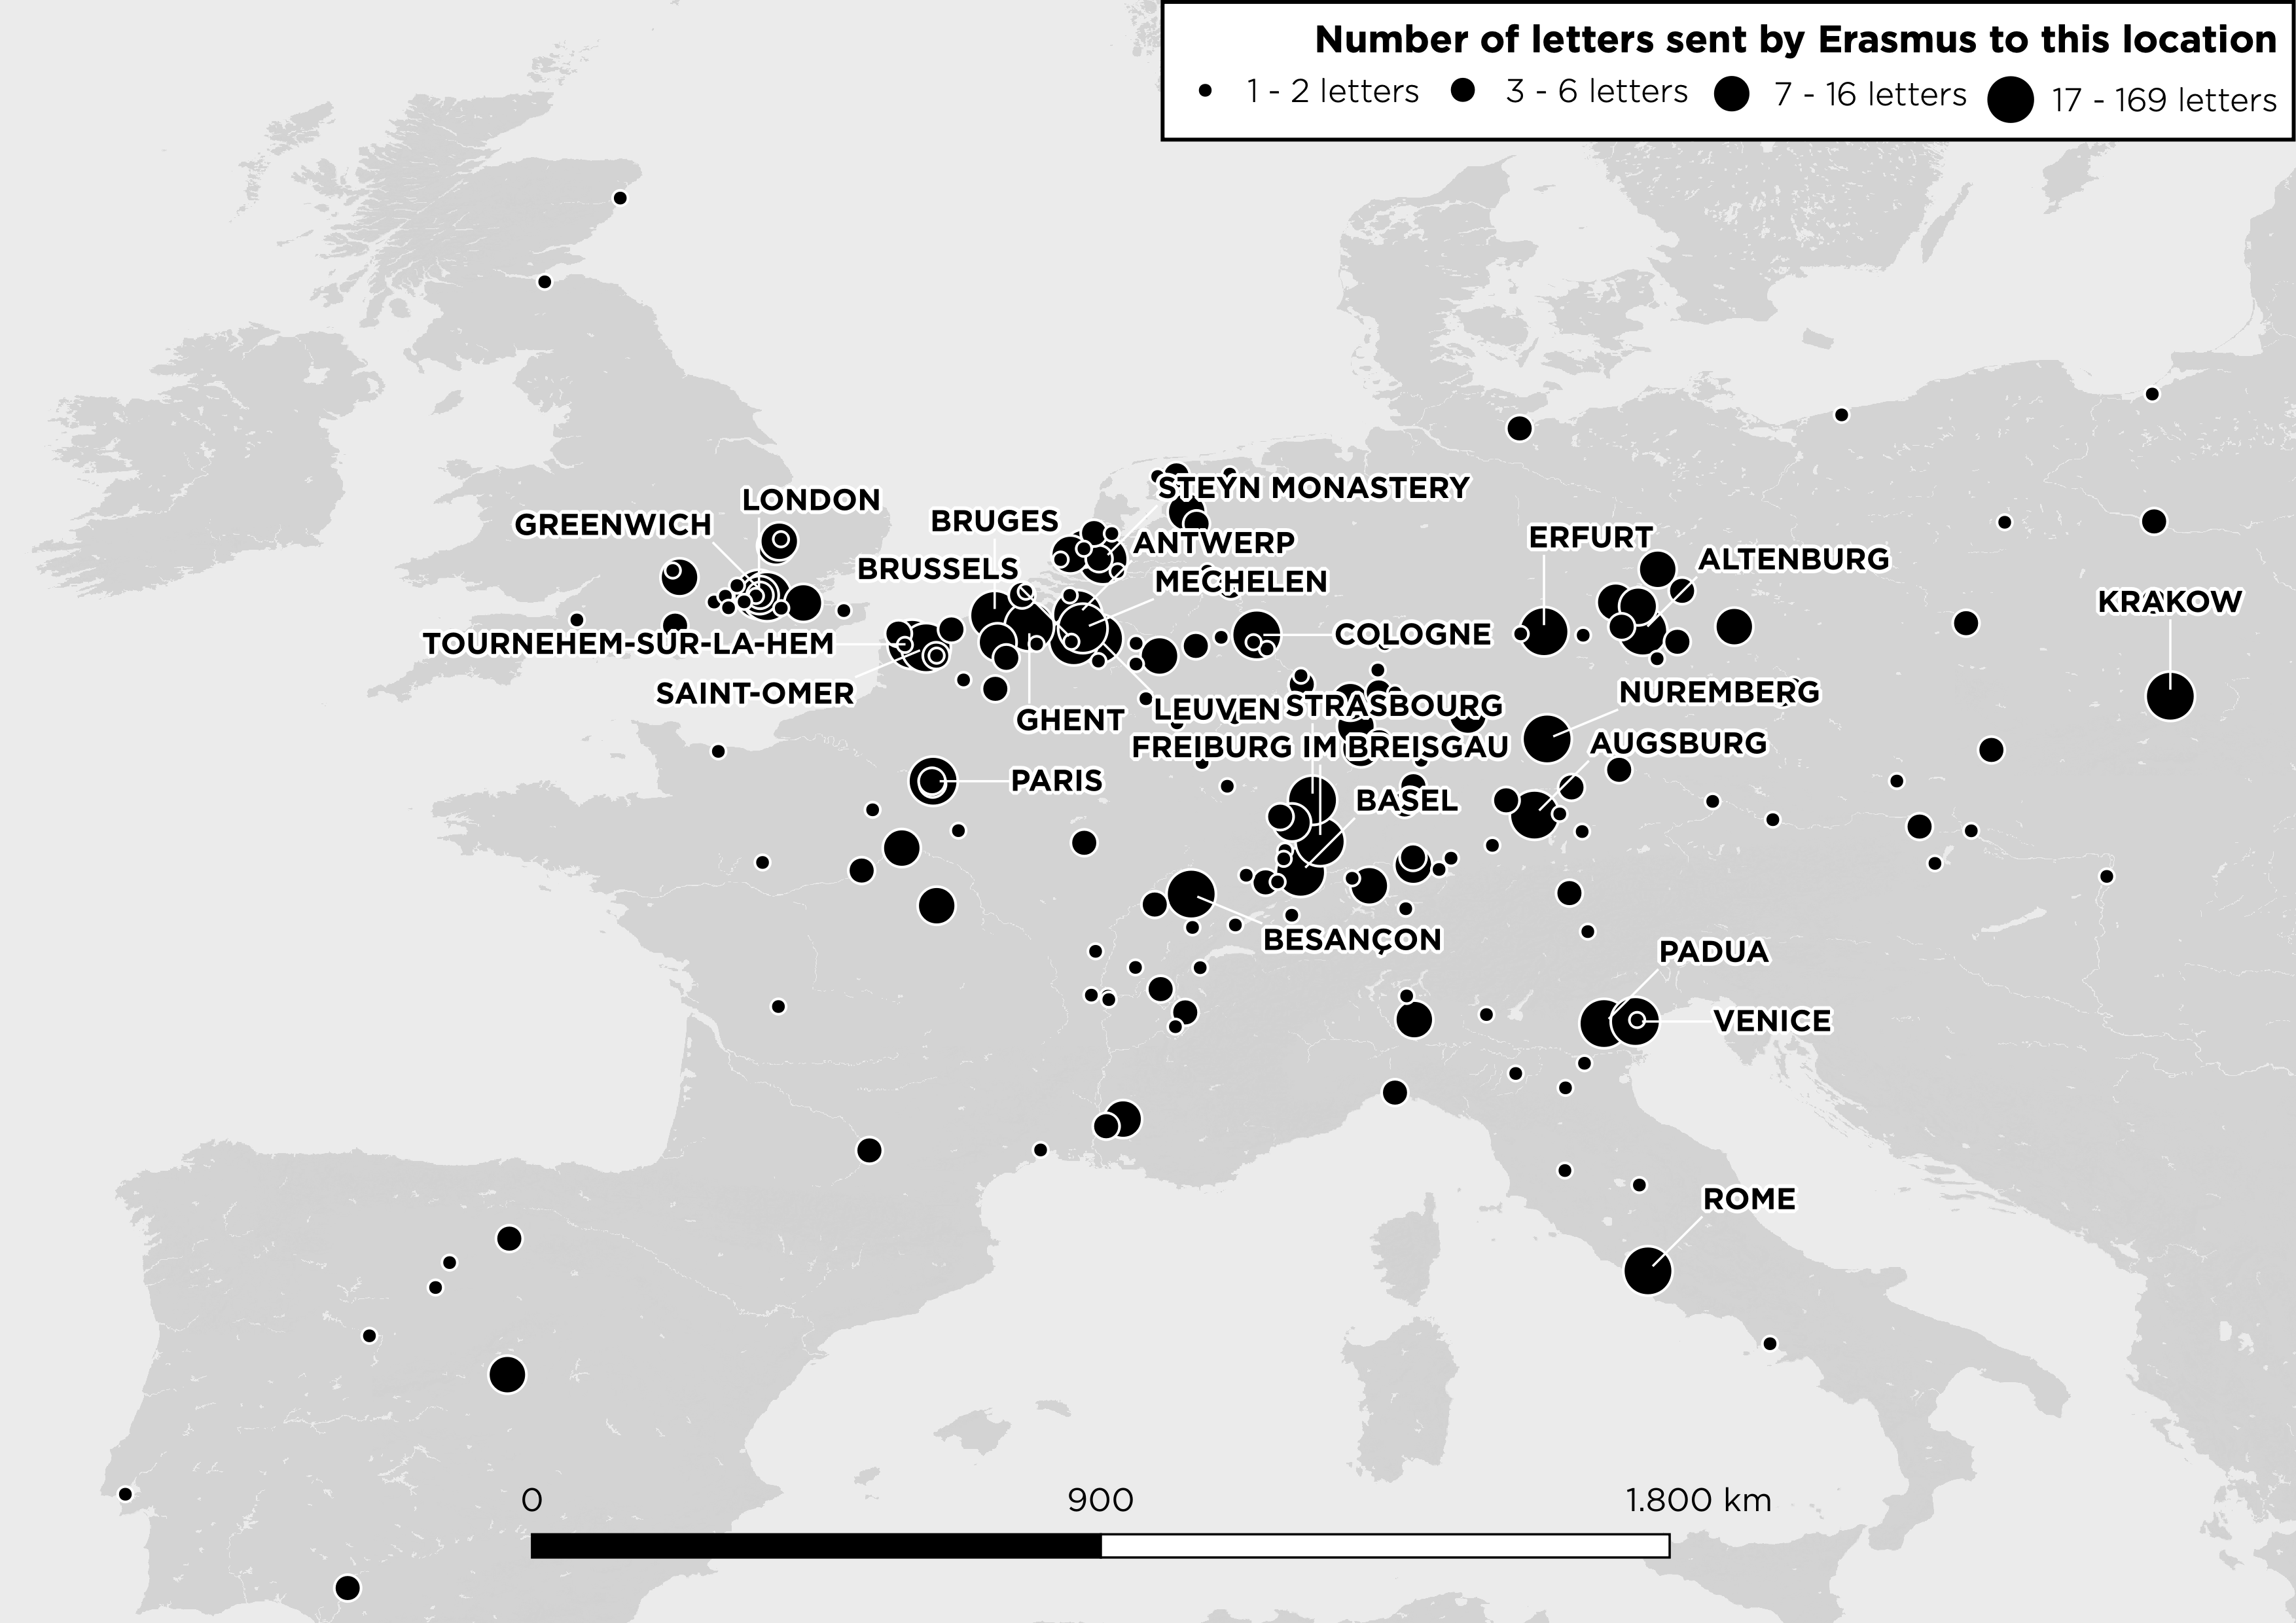 Number of letters sent by Erasmus to this location
1 - 2 letters 3 - 6 letters 7 - 16 letters 17 - 169 letters
STEYN MONASTERY
LONDON
GREENWICH
BRUGES
ERFURT
ANTWERP
ALTENBURG
BRUSSELS
MECHELEN
KRAKOW
COLOGNE
TOURNEHEM-SUR-LA-HEM
SAINT-OMER
NUREMBERG
LEUVEN
STRASBOURG
GHENT
AUGSBURG
FREIBURG IM BREISGAU
PARIS
BASEL
BESANÇON
PADUA
VENICE
ROME
0 900 1.800 km